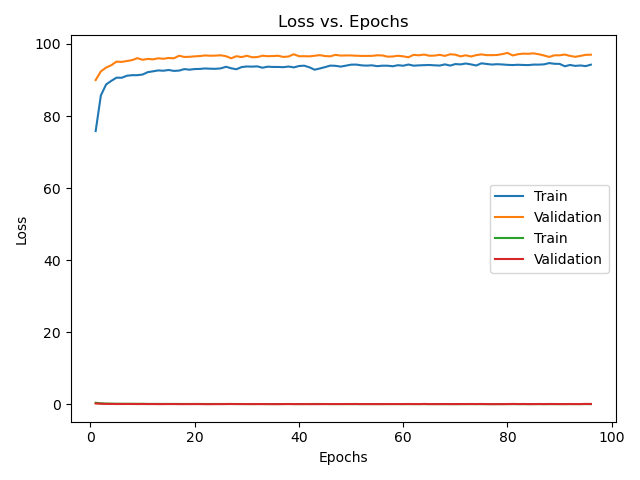 Loss vs. Epochs
100
80
60
40
20
0
Loss
Train
Validation
Train
Validation
0 20 40 60 80 100
Epochs